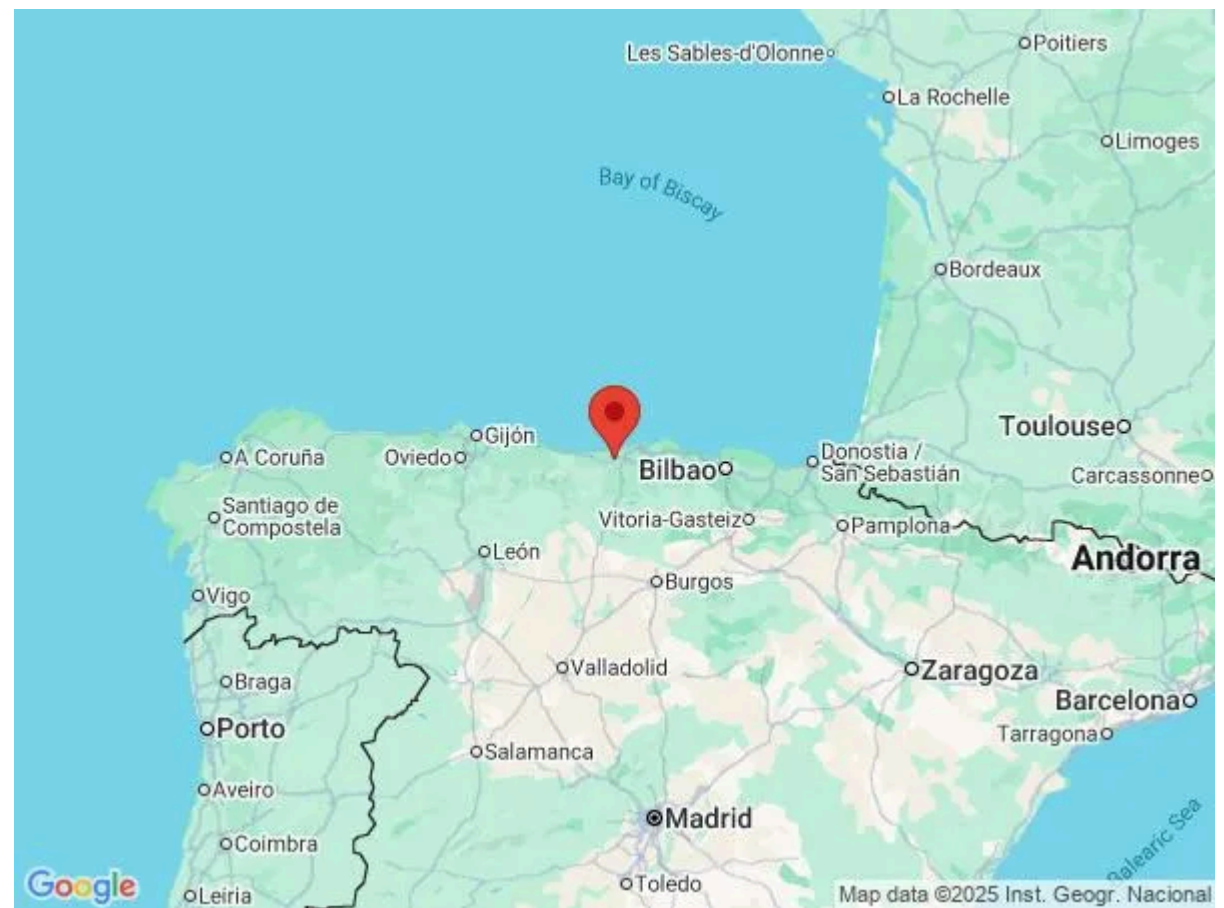 Les Sables-d'Olonne
Poitiers
La Rochelle
Limoges
Bay of Biscay
Bordeaux
Toulouse
Gijón
A Coruña
Oviedo
Donostia /
San Sebastián
Bilbao
Carcassonne
Santiago de
Compostela
Vitoria-Gasteiz
Pamplona
León
Andorra
Burgos
Vigo
Valladolid
Zaragoza
Braga
Barcelona
Porto
Tarragona
Salamanca
Aveiro
Madrid
Coimbra
Balearic Sea
Toledo
Google
Leiria
Map data ©2025 Inst. Geogr. Nacional